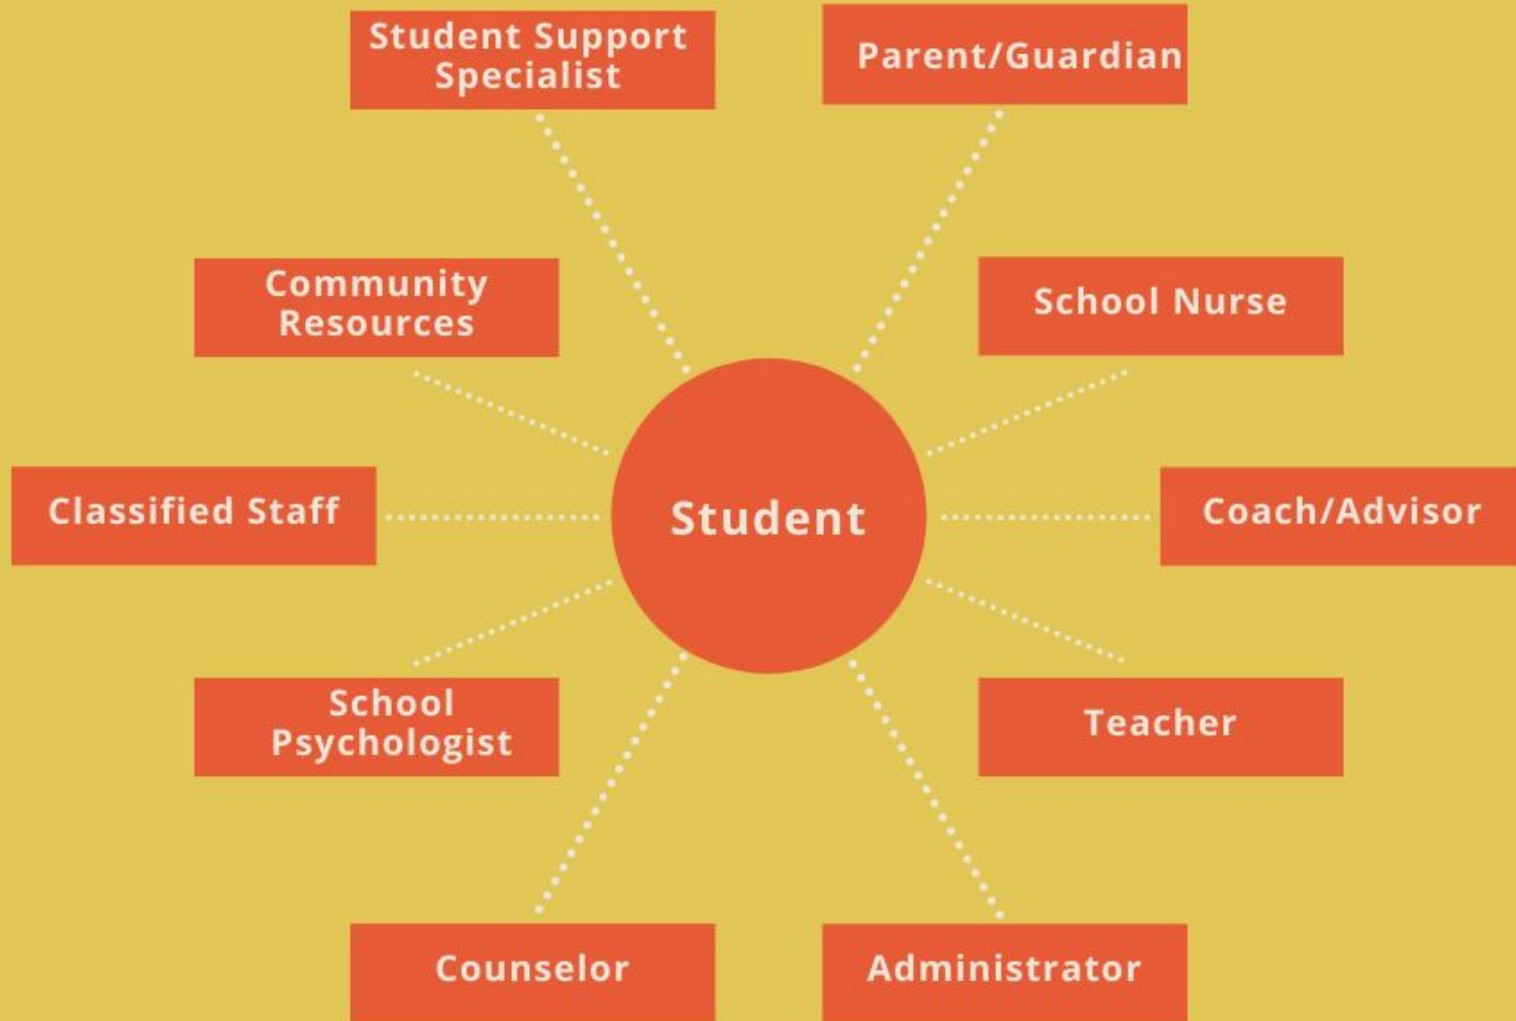 Student Support
Specialist
Parent/Guardian
Community
Resources
School Nurse
Classified Staff
Student
Coach/Advisor
School
Psychologist
Teacher
Counselor
Administrator